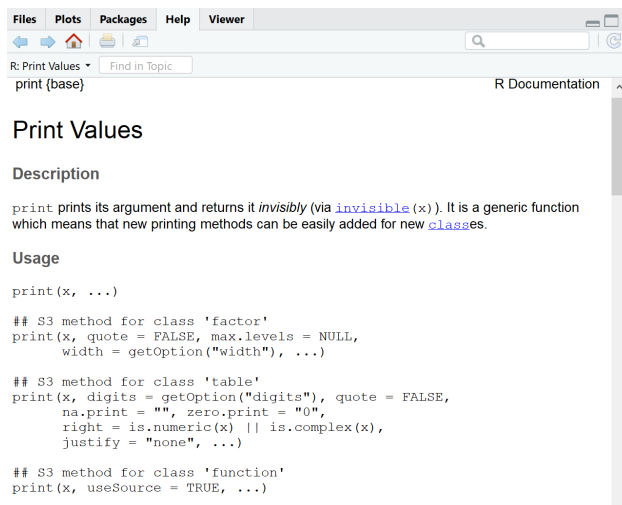 Files Plots Packages Help Viewer
R: Print Values Find in Topic
print {base} R Documentation
Print Values
Description
print prints its argument and returns it invisibly (via invisible(x)). It is a generic function
which means that new printing methods can be easily added for new classes.
Usage
print(x, ...)
## S3 method for class 'factor'
print(x, quote = FALSE, max.levels = NULL,
      width = getOption("width"), ...)
## S3 method for class 'table'
print(x, digits = getOption("digits"), quote = FALSE,
      na.print = "", zero.print = "0",
      right = is.numeric(x) || is.complex(x),
      justify = "none", ...)
## S3 method for class 'function'
print(x, useSource = TRUE, ...)